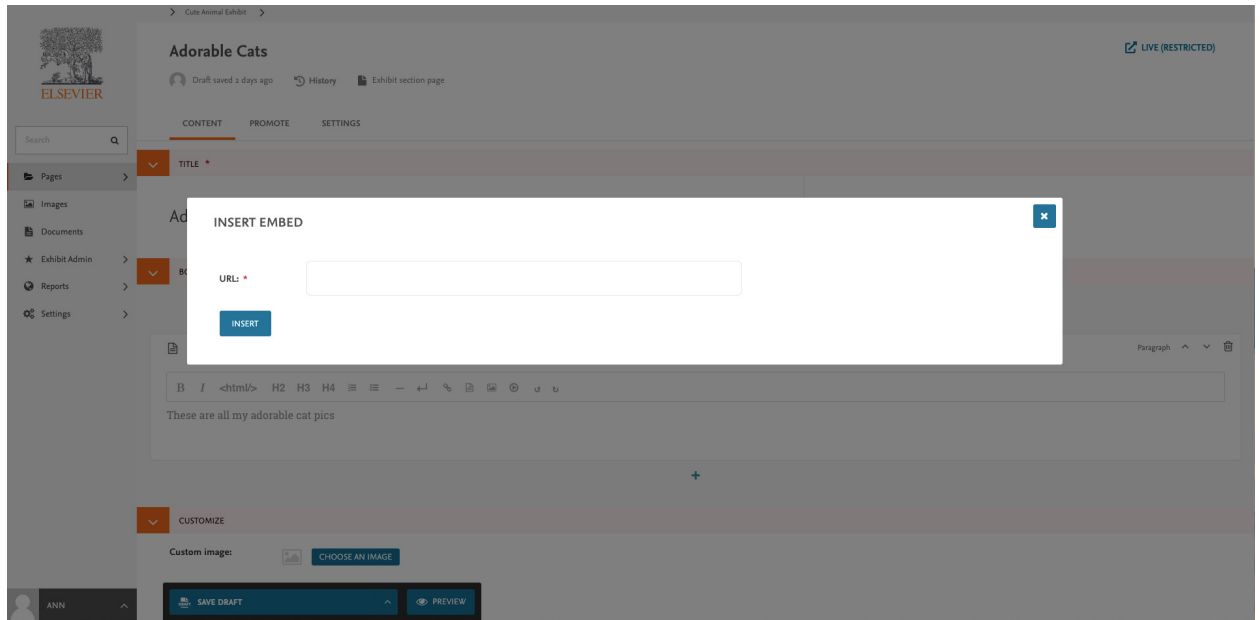 Cute Animal Exhibit
Adorable Cats
LIVE (RESTRICTED)
Draft saved 2 days ago History Exhibit section page
ELSEVIER
CONTENT PROMOTE SETTINGS
Search
TITLE *
Pages
Images
Documents
Exhibit Admin
Reports
Settings
Ad
INSERT EMBED
BO
URL: *
INSERT
Paragraph
B I <html/> H2 H3 H4
These are all my adorable cat pics
+
CUSTOMIZE
Custom image: CHOOSE AN IMAGE
ANN
SAVE DRAFT PREVIEW